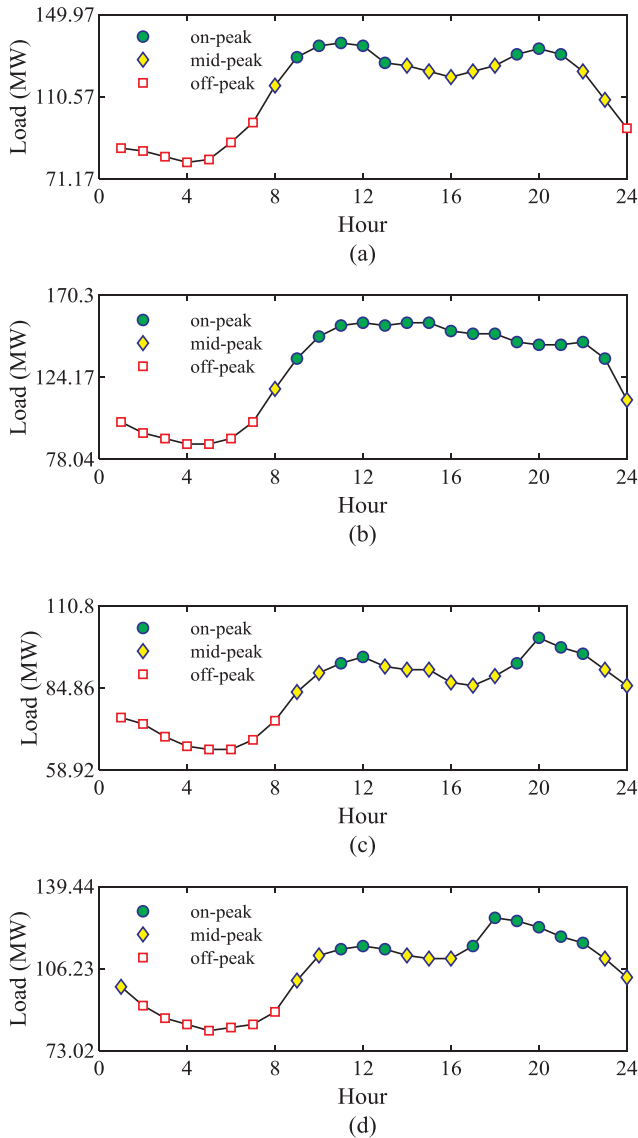 149.97
on-peak
mid-peak
110.57
off-peak
Load (MW)
71.17
0 4 8 12 16 20 24
Hour
(a)
170.3
on-peak
mid-peak
124.17
off-peak
Load (MW)
78.04
0 4 8 12 16 20 24
Hour
(b)
110.8
on-peak
mid-peak
84.86
off-peak
Load (MW)
58.92
0 4 8 12 16 20 24
Hour
(c)
139.44
on-peak
mid-peak
106.23
off-peak
Load (MW)
73.02
0 4 8 12 16 20 24
Hour
(d)